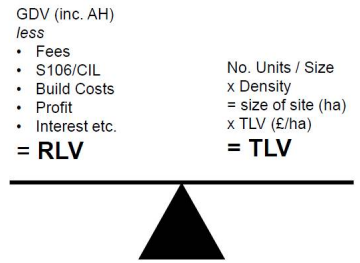 GDV (inc. AH)
less
• Fees
• S106/CIL
• Build Costs
• Profit
• Interest etc.
= RLV
No. Units / Size
x Density
= size of site (ha)
x TLV (£/ha)
= TLV